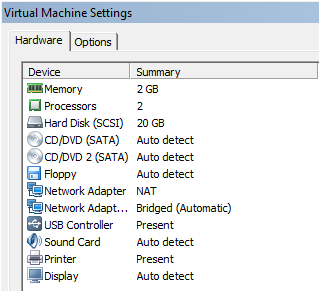 Virtual Machine Settings
Hardware Options
Device Summary
Memory 2 GB
Processors 2
Hard Disk (SCSI) 20 GB
CD/DVD (SATA) Auto detect
CD/DVD 2 (SATA) Auto detect
Floppy Auto detect
Network Adapter NAT
Network Adapt... Bridged (Automatic)
USB Controller Present
Sound Card Auto detect
Printer Present
Display Auto detect